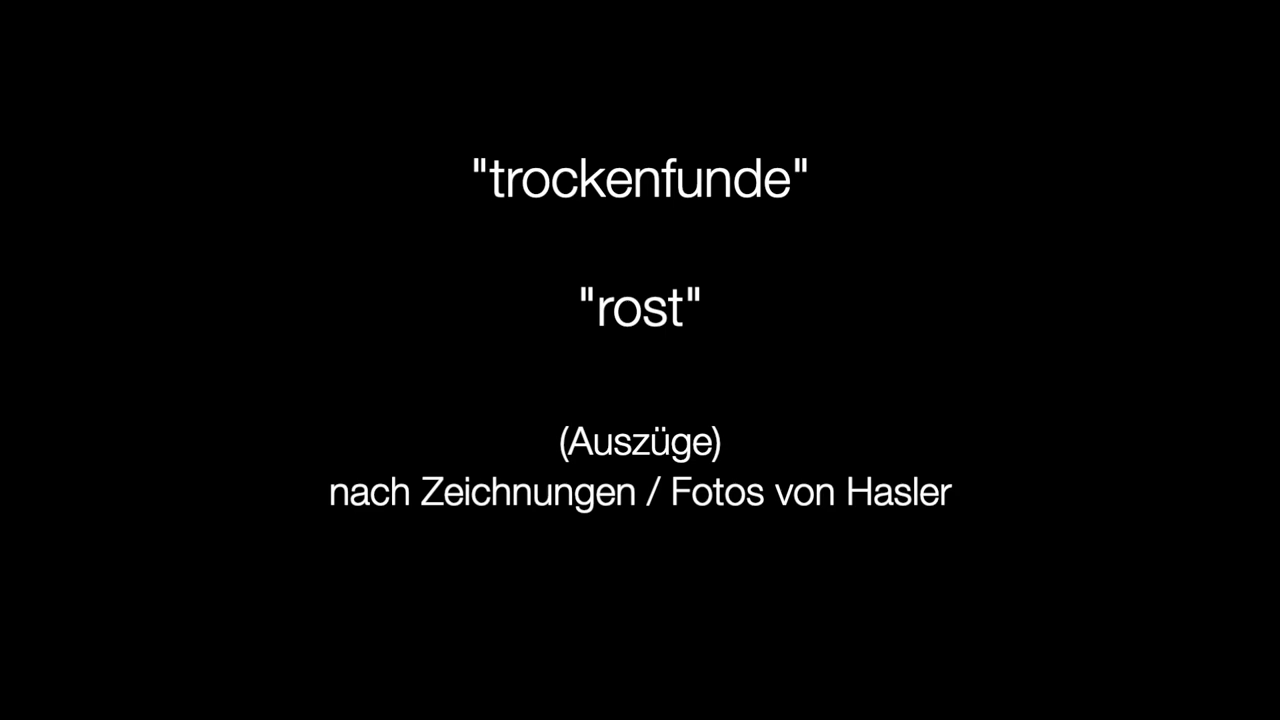 "trockenfunde"
"rost"
(Auszüge)
nach Zeichnungen / Fotos von Hasler